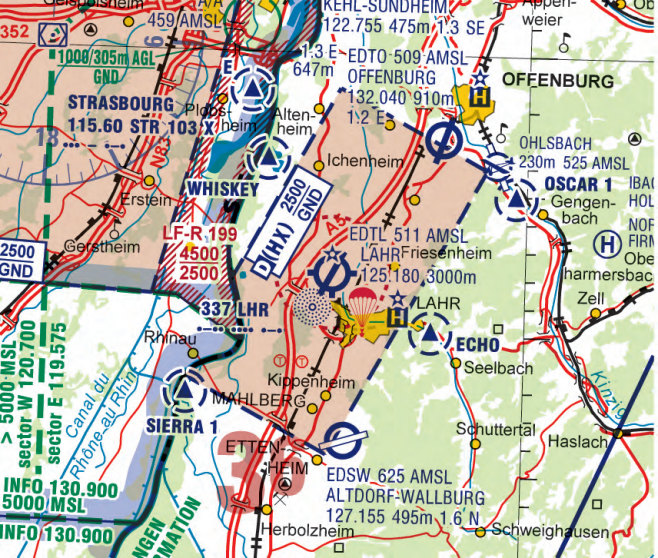 Geispolsheim
A/A
459 AMSL
KEHL-SUNDHEIM
122.755 475m 1.3 SE
Appen-
weier
352
1000/305m AGL
GND
E
1.3 E
647m
EDTO 509 AMSL
OFFENBURG
132.040 910m
1.2 E
OFFENBURG
H
STRASBOURG
115.60 STR 103 X
Plobs-
heim
Alten-
heim
18
N83
WHISKEY
Ichenheim
OHLSBACH
230m 525 AMSL
OSCAR 1
Gengen-
bach
Erstein
2500
GND
D(HX)
A5
LF-R 199
4500
2500
Gerstheim
2500
GND
EDTL 511 AMSL
LAHR
Friesenheim
125.180 3000m
H
harmersbac
Zell
337 LHR
H
LAHR
ECHO
Rhinau
Seelbach
T T
Kippenheim
MAHLBERG
SIERRA 1
> 5000 MSL
sector W 120.700
sector E 119.575
Canal du
Rhône-au Rhin
Kinzig
Schuttertal
Haslach
ETTEN-
HEIM
3
EDSW 625 AMSL
ALTDORF-WALLBURG
127.155 495m 1.6 N
INFO 130.900
5000 MSL
INFO 130.900
Herbolzheim
Schweighausen